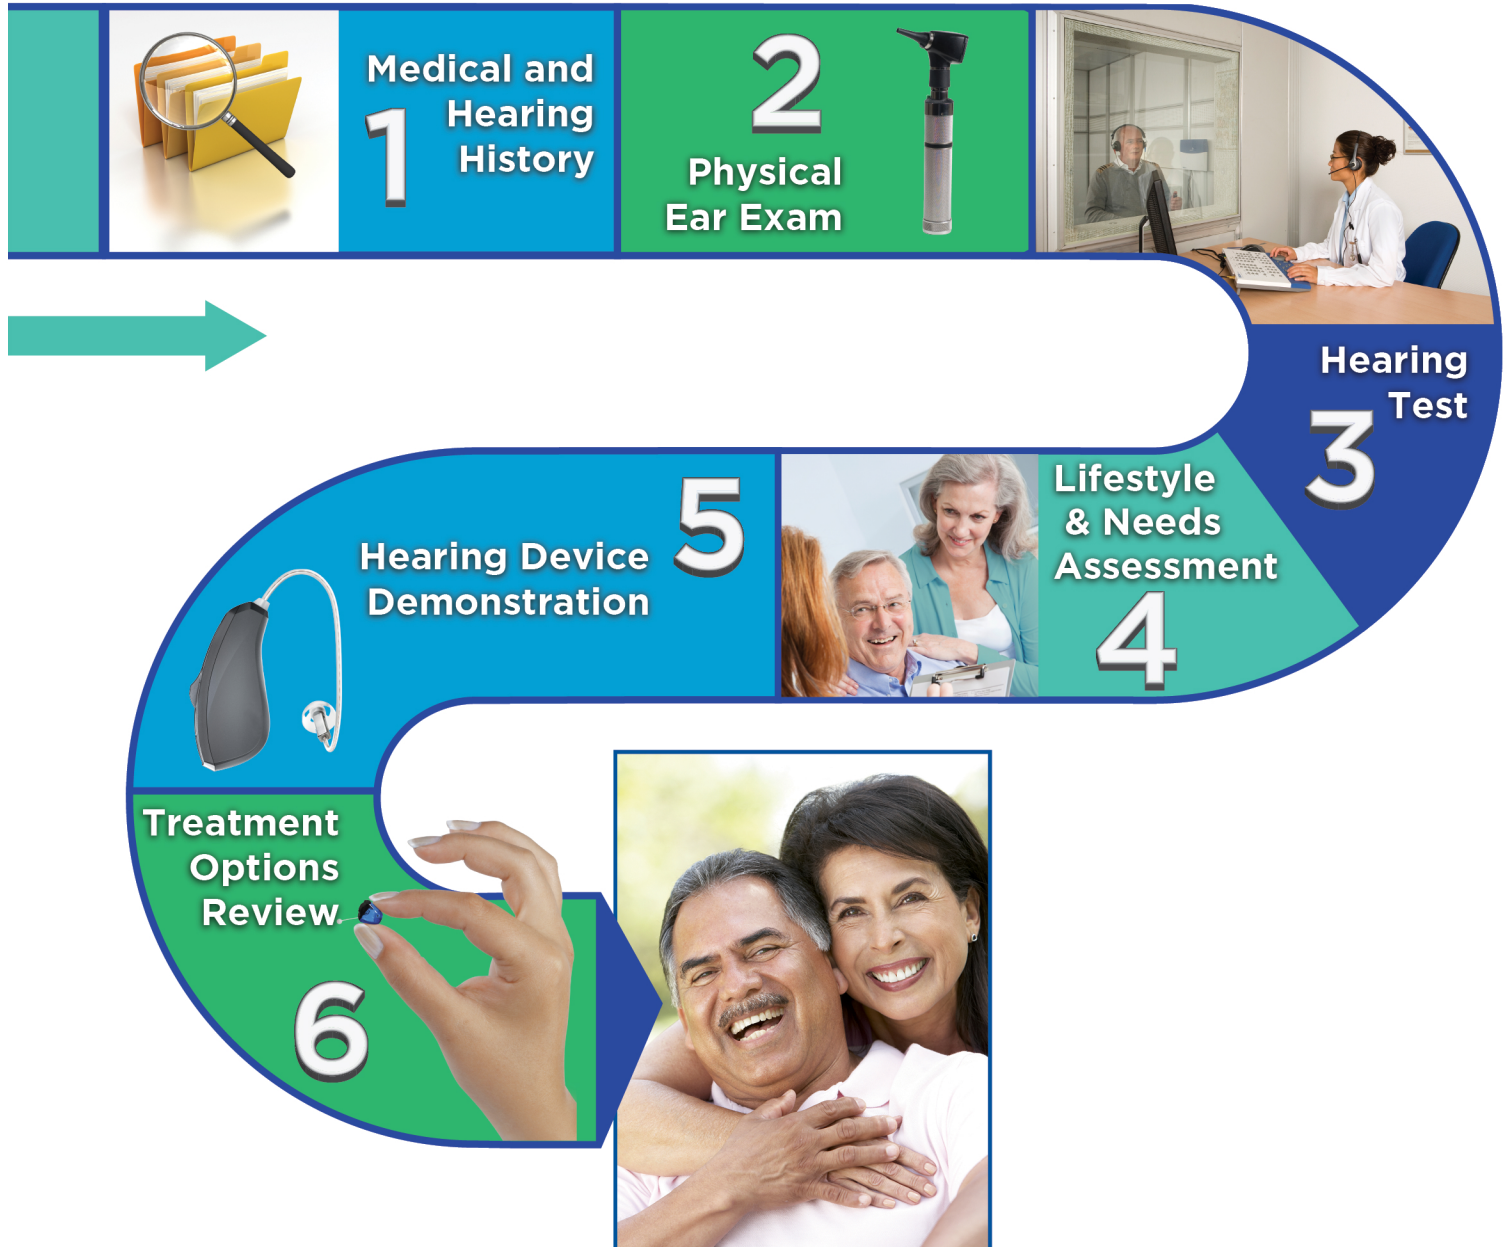 Medical and
Hearing
History
1
2
Physical
Ear Exam
Hearing
Test
3
Lifestyle
& Needs
Assessment
4
5
Hearing Device
Demonstration
Treatment
Options
Review
6